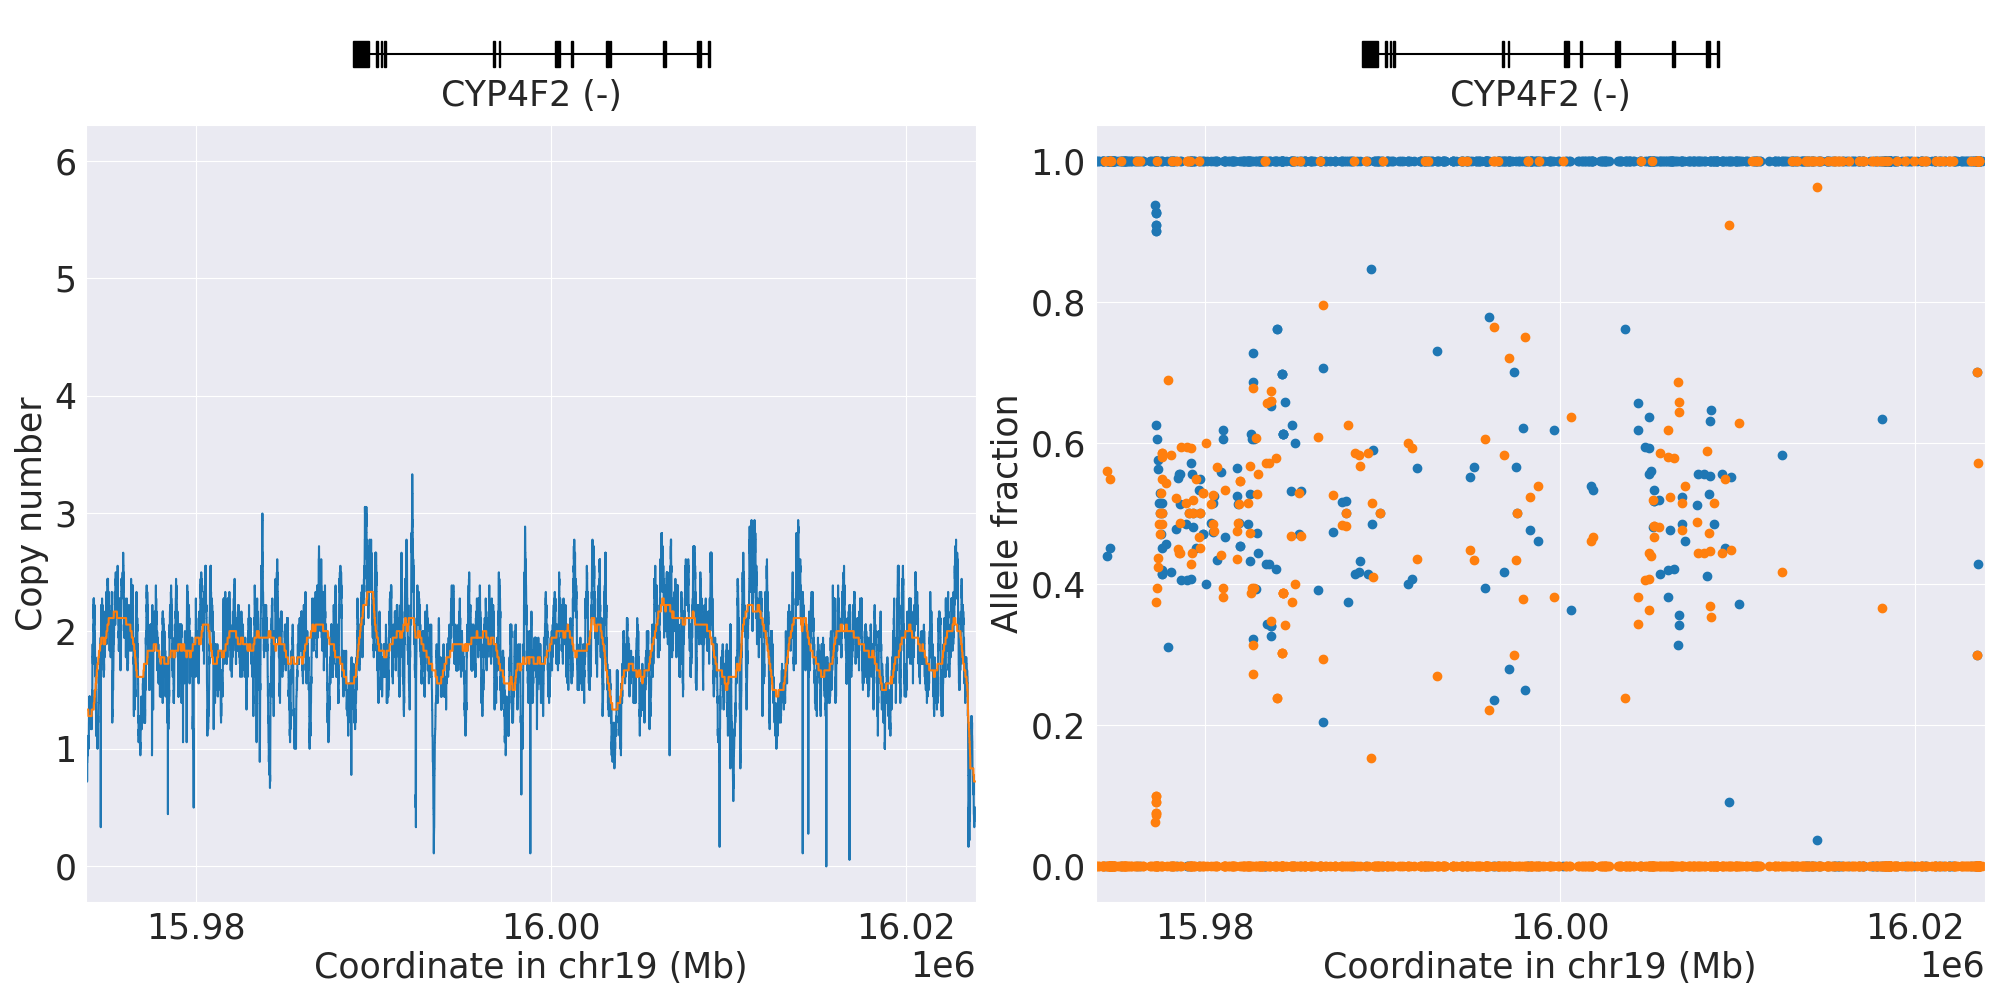 CYP4F2 (-)
6
5
4
3
2
1
0
Copy number
15.98
16.00
16.02
Coordinate in chr19 (Mb)
1e6
CYP4F2 (-)
1.0
0.8
0.6
0.4
0.2
0.0
Allele fraction
15.98
16.00
16.02
Coordinate in chr19 (Mb)
1e6